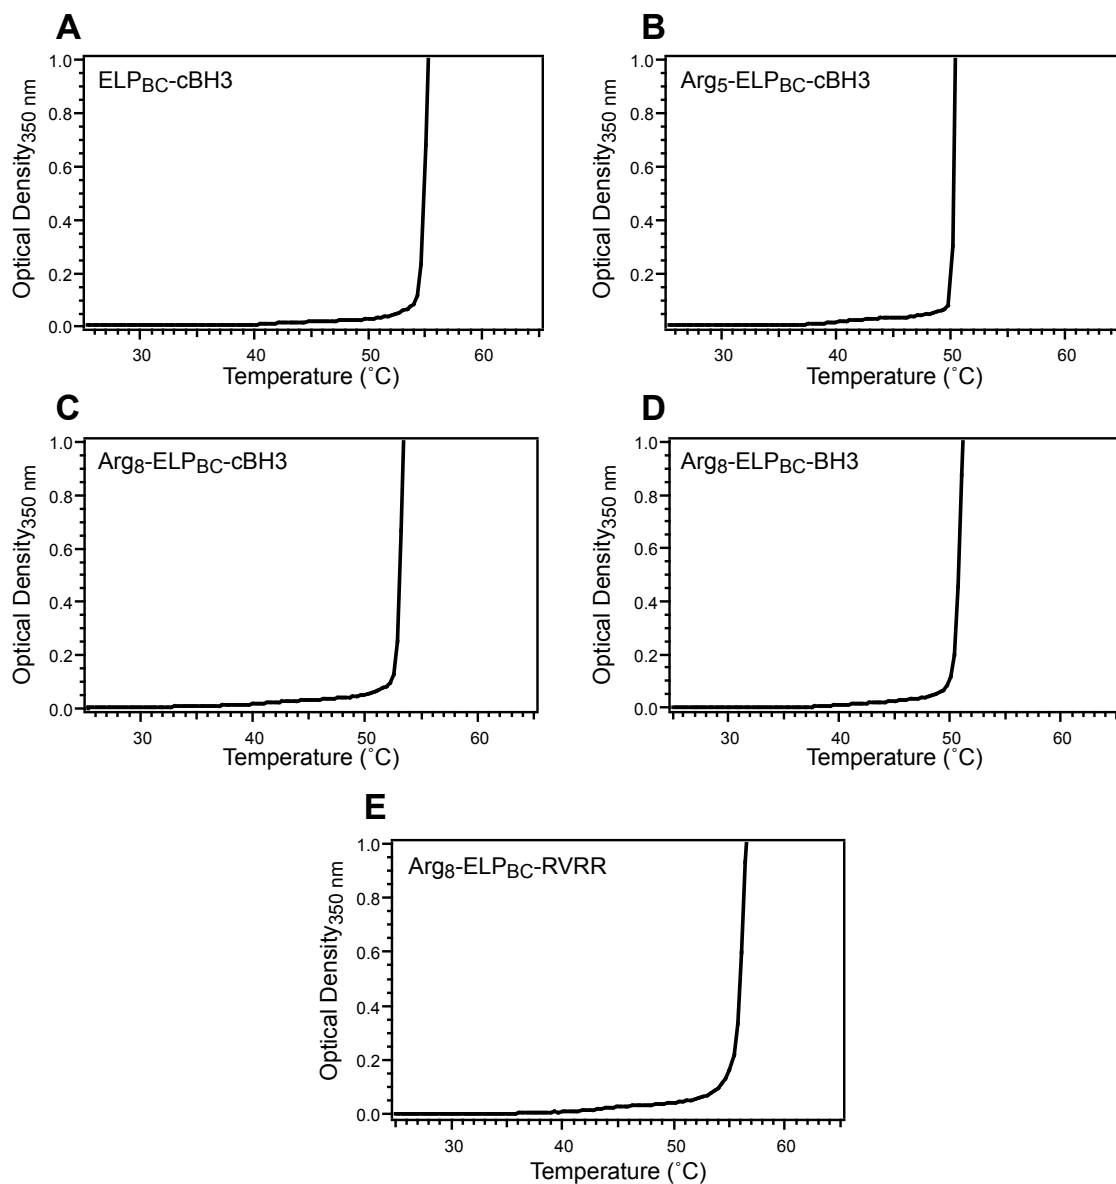 A
ELPBC-cBH3
Optical Density350 nm
1.0
0.8
0.6
0.4
0.2
0.0
30 40 50 60
Temperature (˚C)
B
Arg5-ELPBC-cBH3
Optical Density350 nm
1.0
0.8
0.6
0.4
0.2
30 40 50 60
Temperature (˚C)
C
Arg8-ELPBC-cBH3
Optical Density350 nm
1.0
0.8
0.6
0.4
0.2
0.0
30 40 50 60
Temperature (˚C)
D
Arg8-ELPBC-BH3
Optical Density350 nm
1.0
0.8
0.6
0.4
0.2
0.0
30 40 50 60
Temperature (˚C)
E
Arg8-ELPBC-RVRR
Optical Density350 nm
1.0
0.8
0.6
0.4
0.2
0.0
30 40 50 60
Temperature (˚C)